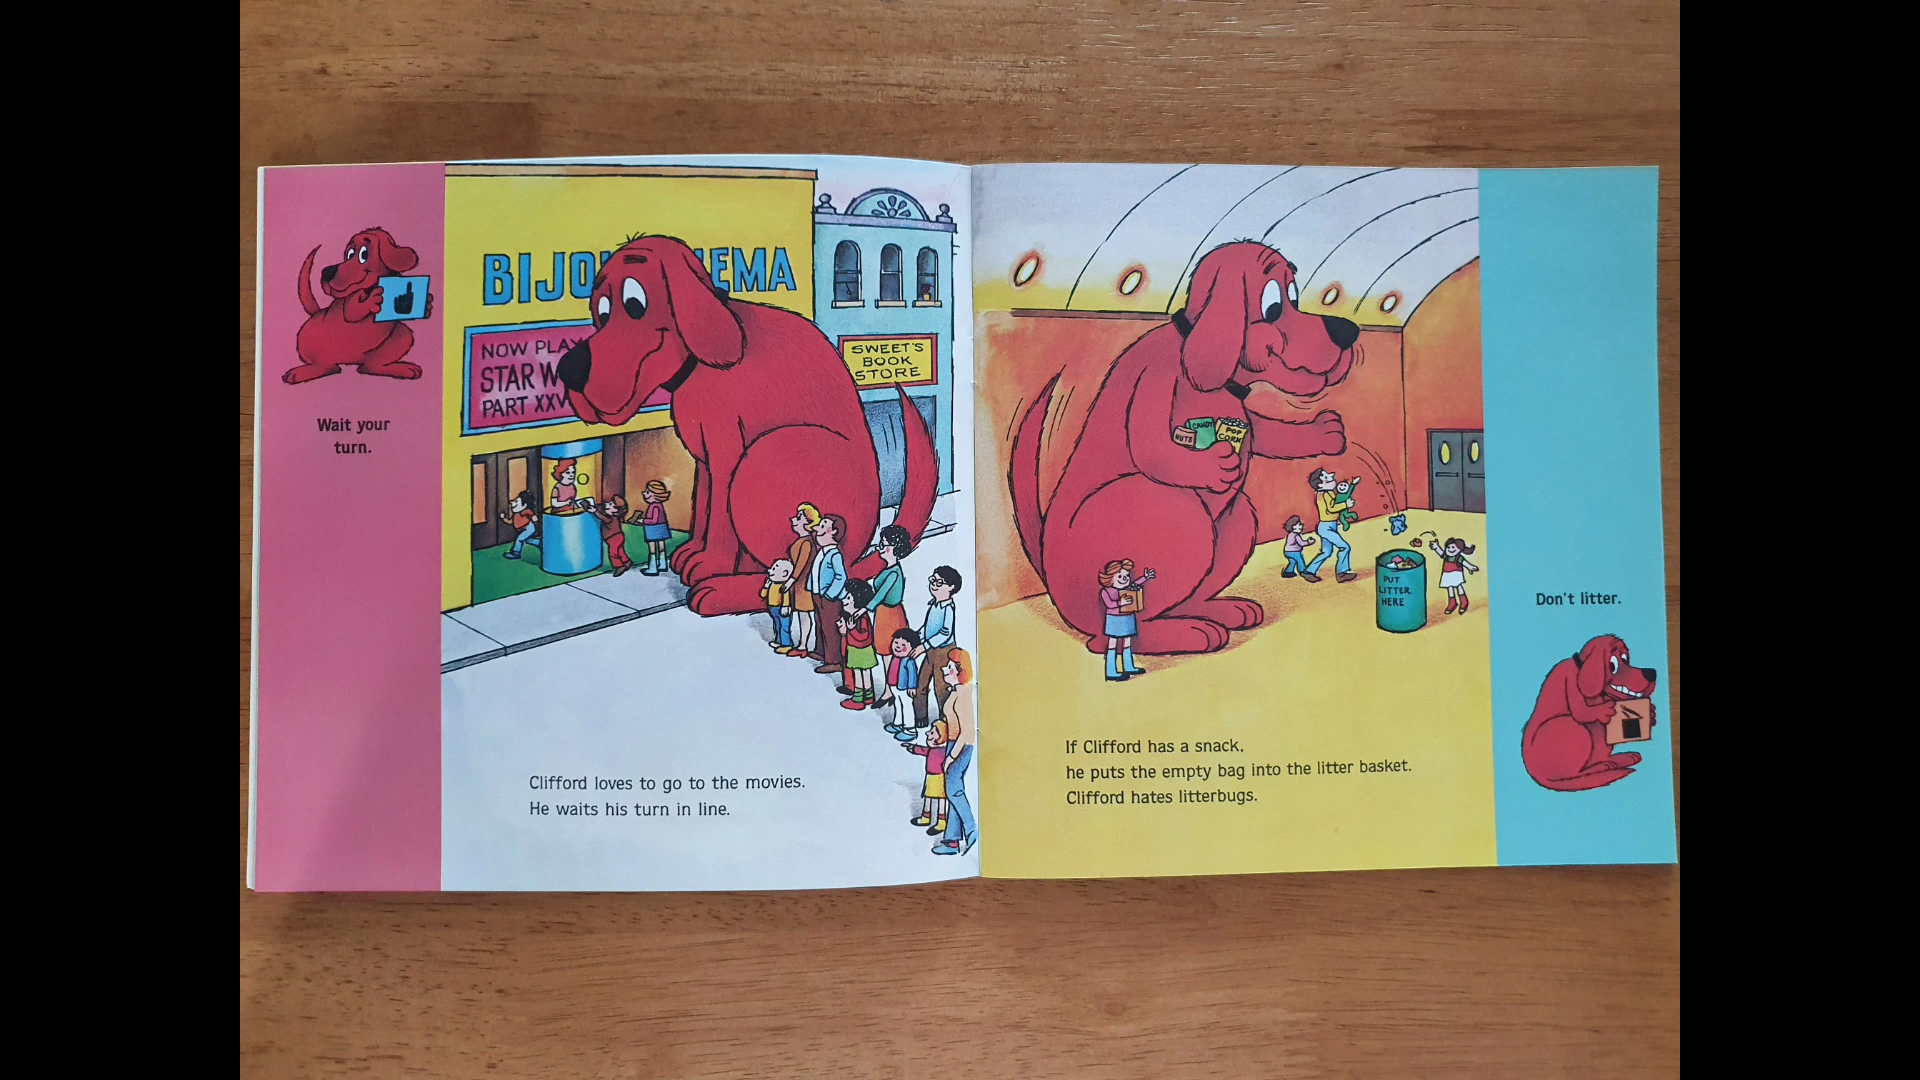 Wait your
turn.
BIJO EMA
NOW PLAY
STAR W
PART XXV
SWEET'S
BOOK
STORE
Clifford loves to go to the movies.
He waits his turn in line.
NUTS
CANDY
POP
CORN
PUT
LITTER
HERE
If Clifford has a snack,
he puts the empty bag into the litter basket.
Clifford hates litterbugs.
Don't litter.